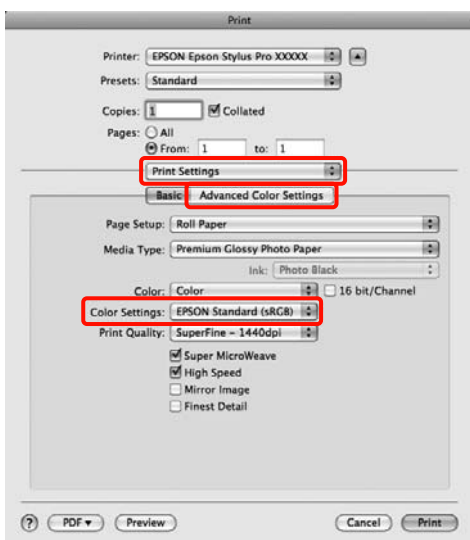 Print
Printer: EPSON Epson Stylus Pro XXXXX
Presets: Standard
Copies: 1 Collated
Pages: All
From: 1 to: 1
Print Settings
Basic Advanced Color Settings
Page Setup: Roll Paper
Media Type: Premium Glossy Photo Paper
Ink: Photo Black
Color: Color 16 bit/Channel
Color Settings: EPSON Standard (sRGB)
Print Quality: SuperFine - 1440dpi
Super MicroWeave
High Speed
Mirror Image
Finest Detail
? PDF Preview Cancel Print